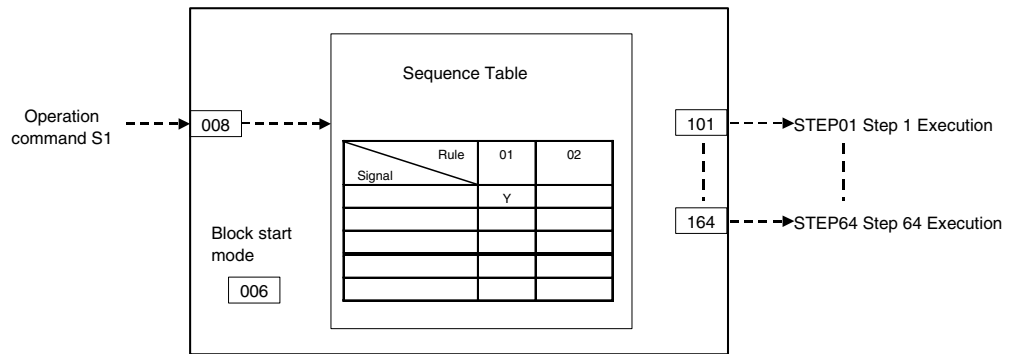 Sequence Table
Operation
command S1
008
101
STEP01 Step 1 Execution
Rule
01
02
Signal
Y
164
STEP64 Step 64 Execution
Block start
mode
006